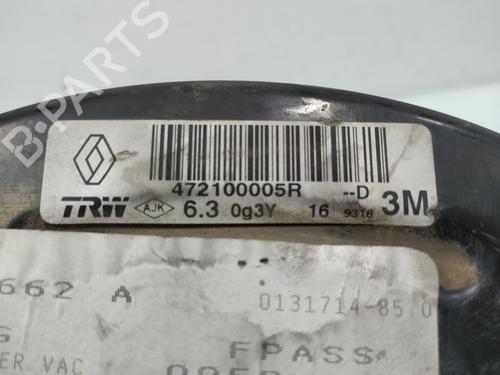 B-PARTS
472100005R --D
TRW AJK 6.3 0g3Y 16 9316 3M
662 A
0131714-85.0
FPASS
ER VAC